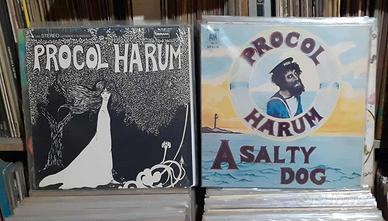 STEREO
PROCOL HARUM
A&M
PROCOL
HARUM
A SALTY
DOG